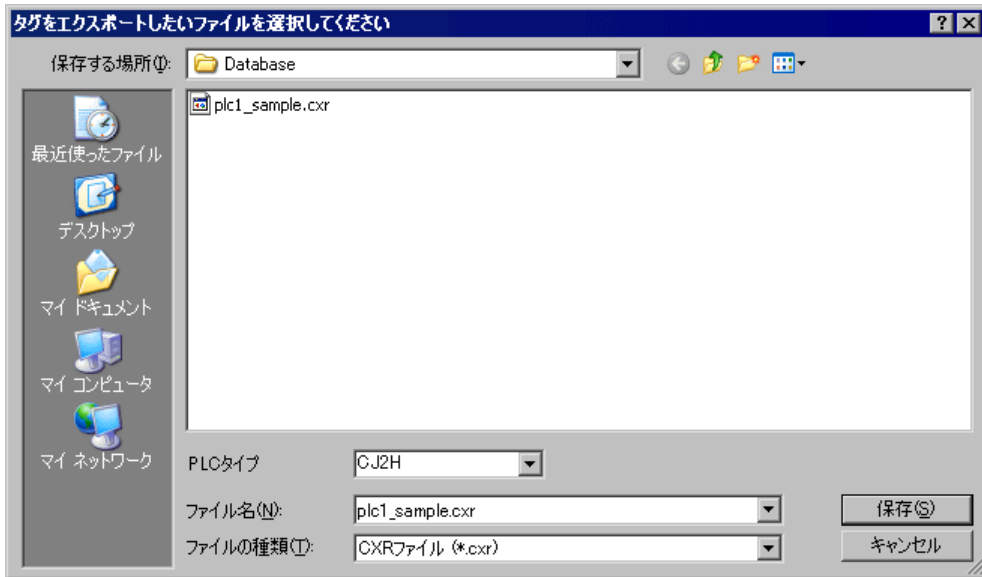 タグをエクスポートしたいファイルを選択してください
保存する場所(I): Database
plc1_sample.cxr
最近使ったファイル
デスクトップ
マイ ドキュメント
マイ コンピュータ
マイ ネットワーク
PLCタイプ CJ2H
ファイル名(N): plc1_sample.cxr 保存(S)
ファイルの種類(T): CXRファイル (*.cxr) キャンセル